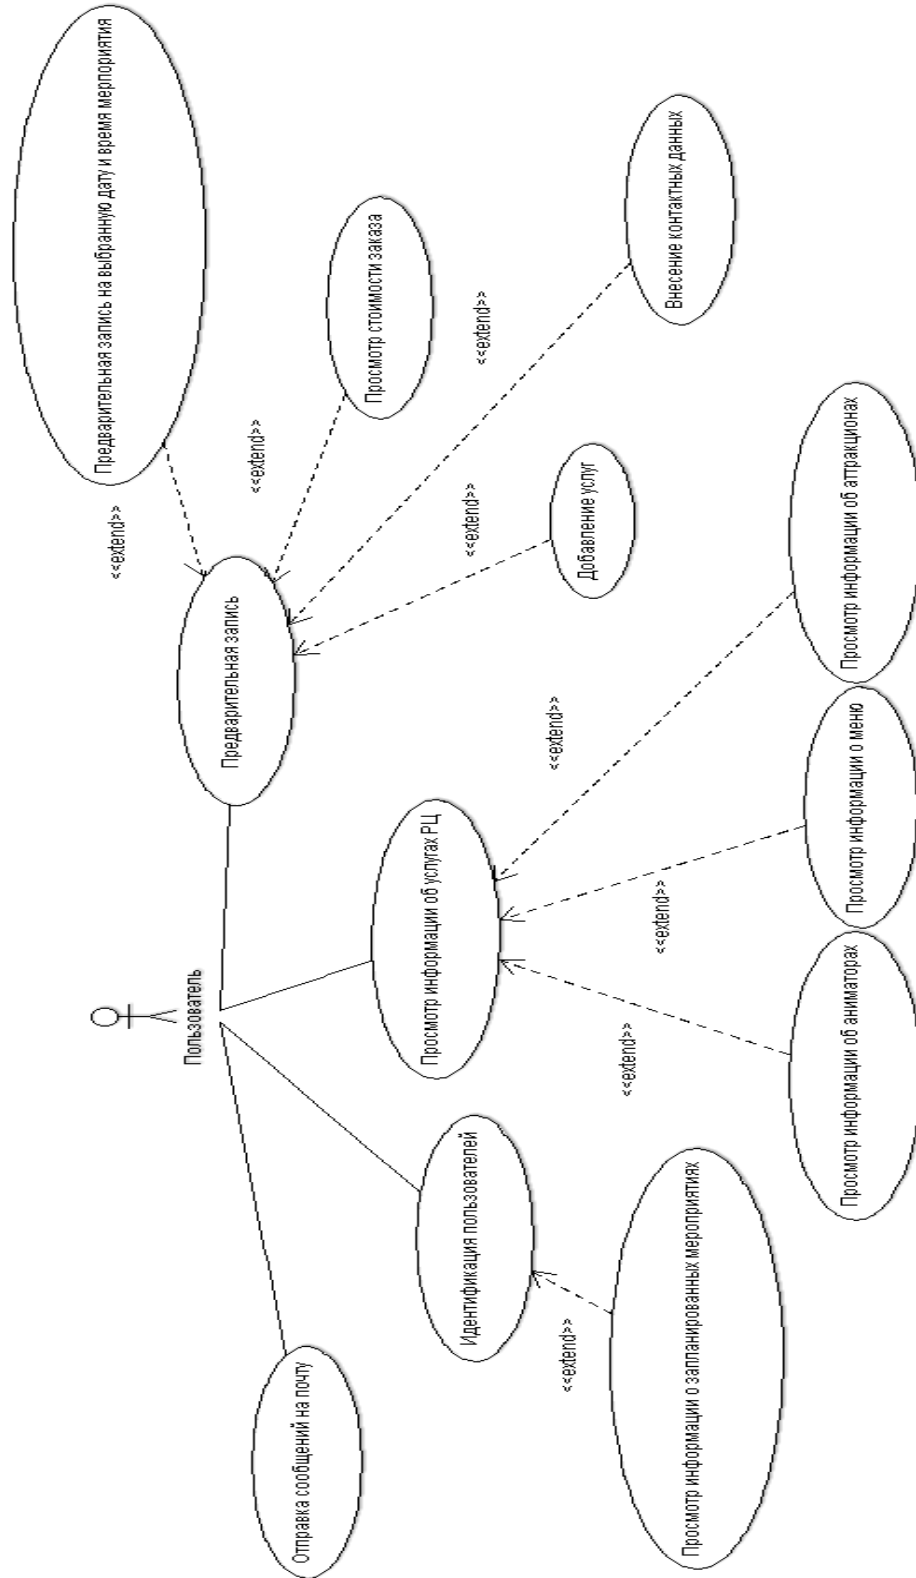 Пользователь
Отправка сообщений на почту
Идентификация пользователей
Просмотр информации об услугах РЦ
Предварительная запись
<<extend>>
Просмотр информации о запланированных мероприятиях
<<extend>>
Просмотр информации об аниматорах
<<extend>>
Просмотр информации о меню
<<extend>>
Просмотр информации об аттракционах
<<extend>>
Добавление услуг
<<extend>>
Внесение контактных данных
<<extend>>
Просмотр стоимости заказа
<<extend>>
Предварительная запись на выбранную дату и время мерпориятия